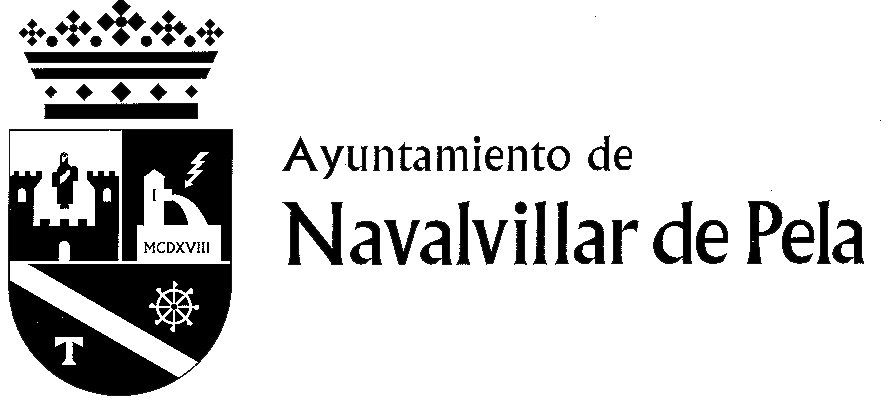 Ayuntamiento de
Navalvillar de Pela
MCDXVIII
T